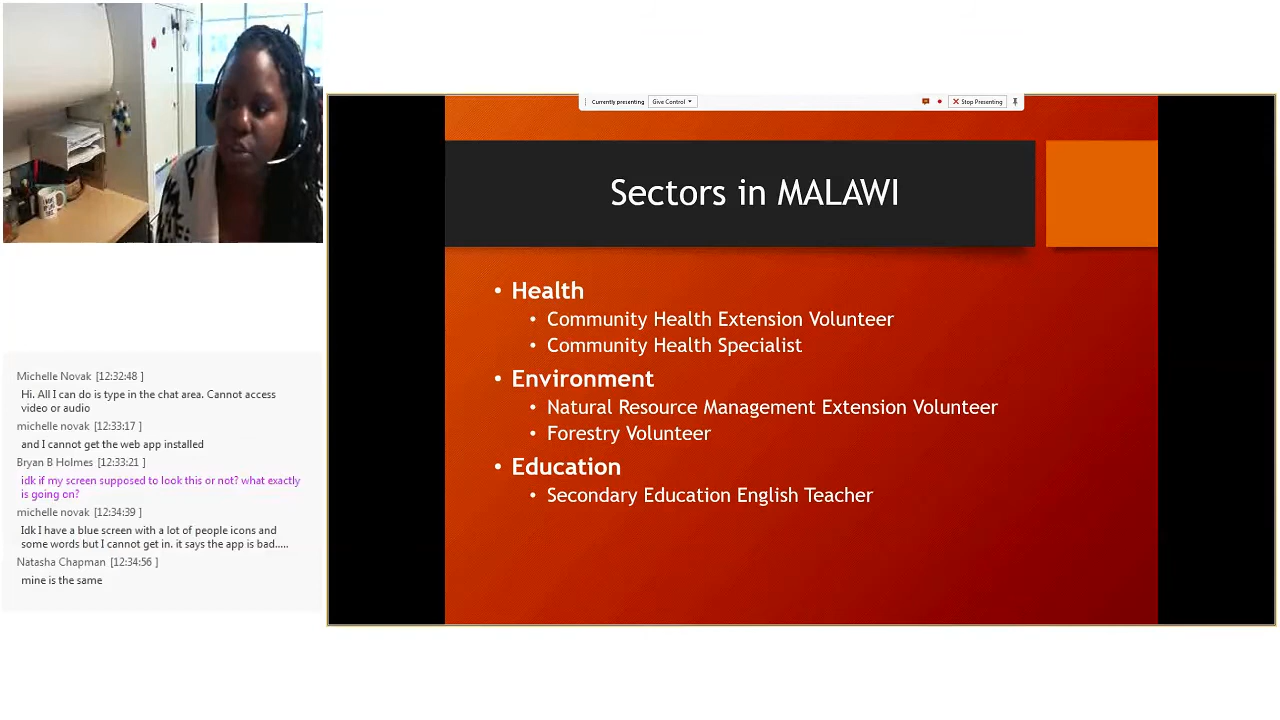 Currently presenting
Give Control
Stop Presenting
Sectors in MALAWI
• Health
• Community Health Extension Volunteer
• Community Health Specialist
• Environment
• Natural Resource Management Extension Volunteer
• Forestry Volunteer
• Education
• Secondary Education English Teacher
Michelle Novak [12:32:48 ]
Hi. All I can do is type in the chat area. Cannot access
video or audio
michelle novak [12:33:17 ]
and I cannot get the web app installed
Bryan B Holmes [12:33:21 ]
idk if my screen supposed to look this or not? what exactly
is going on?
michelle novak [12:34:39 ]
Idk I have a blue screen with a lot of people icons and
some words but I cannot get in. it says the app is bad.....
Natasha Chapman [12:34:56 ]
mine is the same